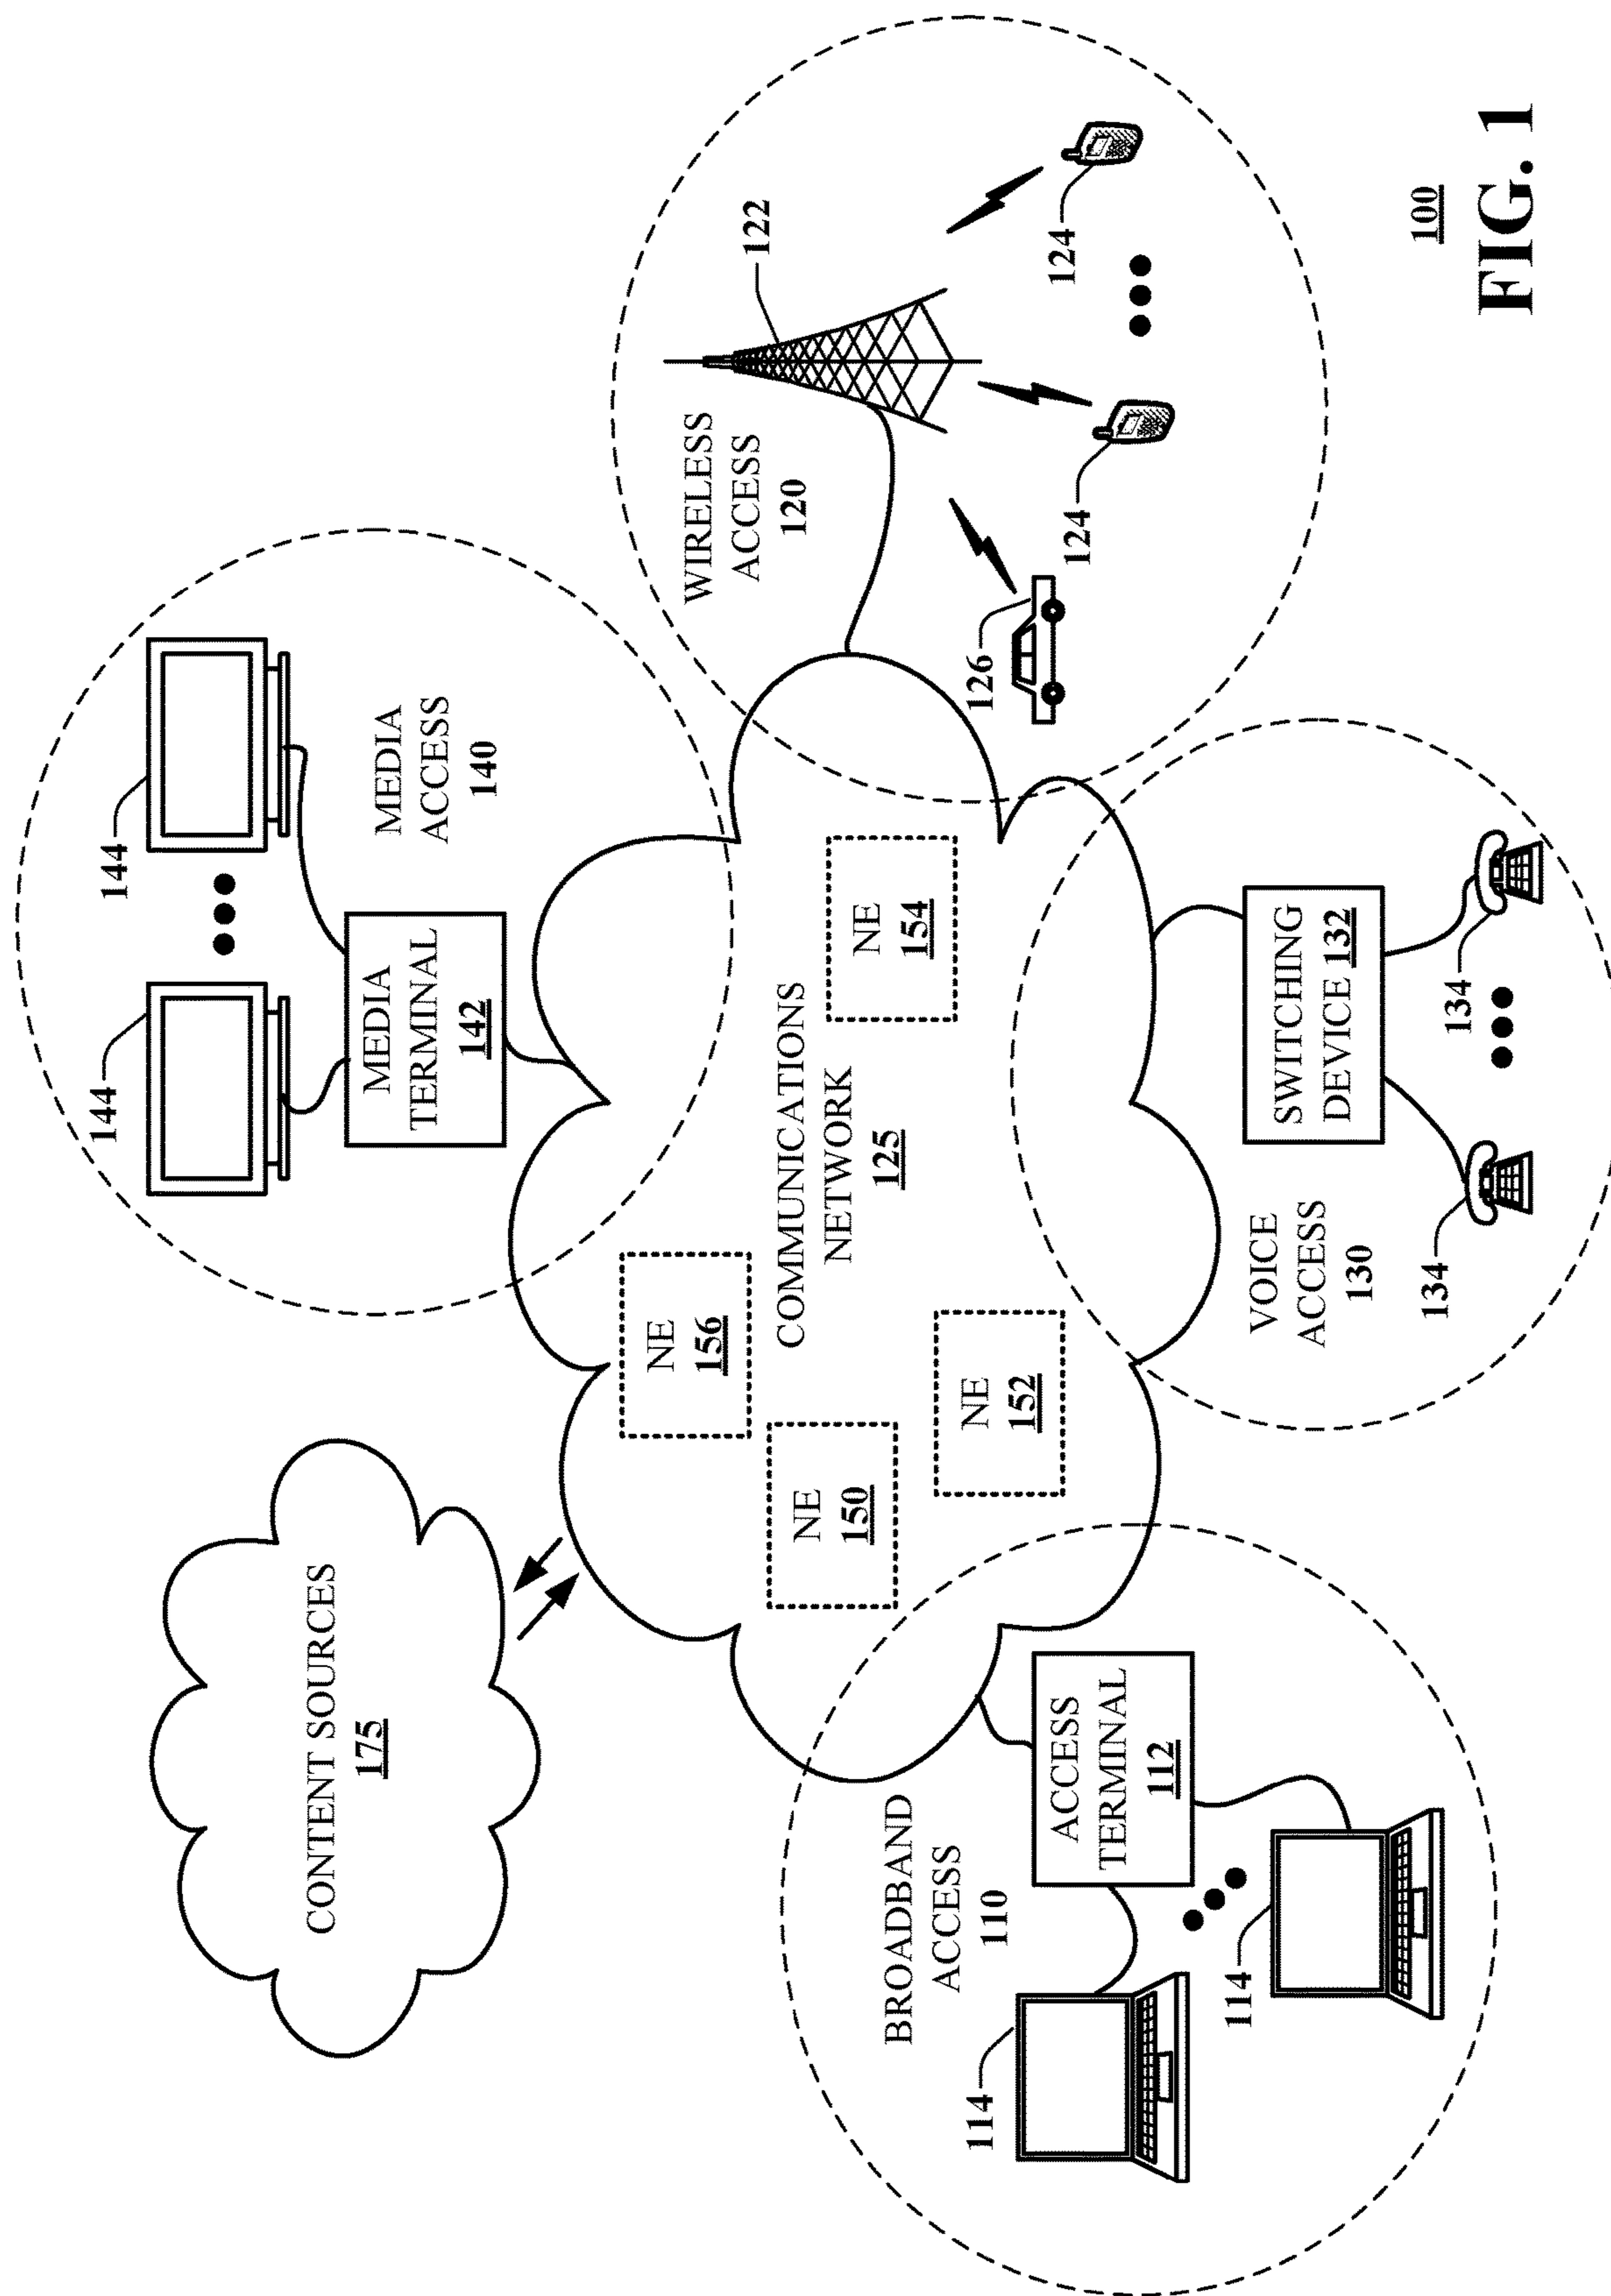 CONTENT SOURCES
175
144
144
MEDIA
TERMINAL
142
MEDIA
ACCESS
140
NE
156
NE
150
NE
152
COMMUNICATIONS
NETWORK
125
NE
154
WIRELESS
ACCESS
120
122
124
124
126
BROADBAND
ACCESS
110
ACCESS
TERMINAL
112
114
114
VOICE
ACCESS
130
SWITCHING
DEVICE 132
134
134
100
FIG. 1